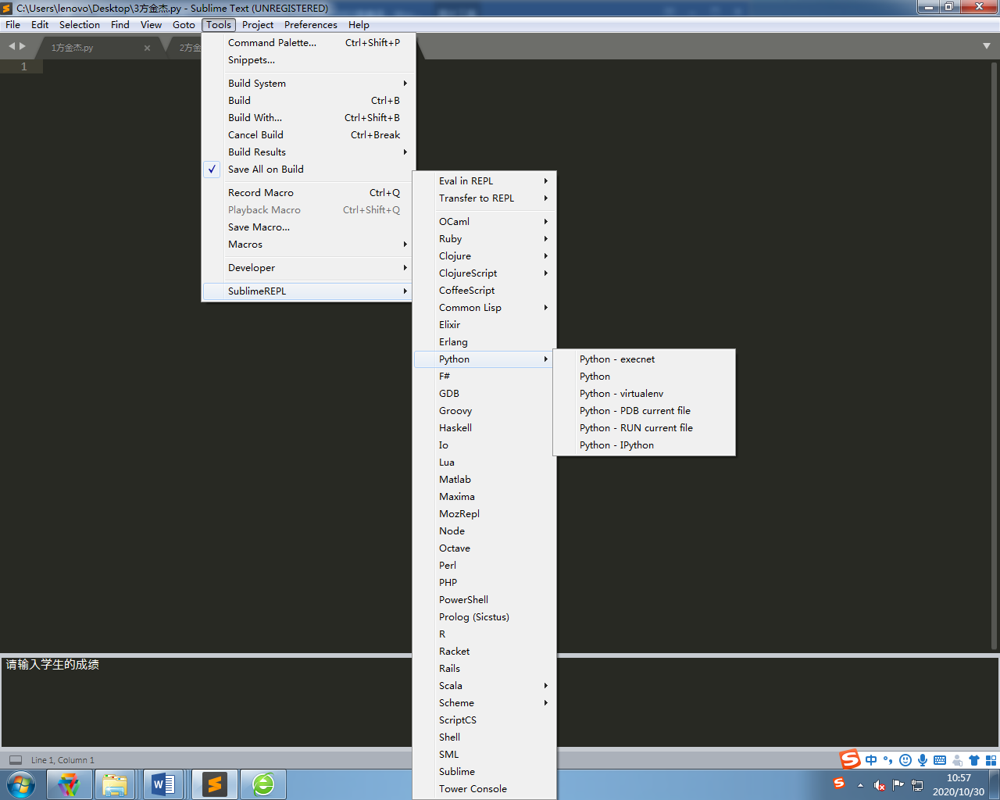 C:\Users\lenovo\Desktop\3方金杰.py - Sublime Text (UNREGISTERED)
File Edit Selection Find View Goto Tools Project Preferences Help
1方金杰.py
2方金
1
Command Palette... Ctrl+Shift+P
Snippets...
Build System
Build Ctrl+B
Build With... Ctrl+Shift+B
Cancel Build Ctrl+Break
Build Results
Save All on Build
Record Macro Ctrl+Q
Playback Macro Ctrl+Shift+Q
Save Macro...
Macros
Developer
SublimeREPL
Eval in REPL
Transfer to REPL
OCaml
Ruby
Clojure
ClojureScript
CoffeeScript
Common Lisp
Elixir
Erlang
Python
F#
GDB
Groovy
Haskell
Io
Lua
Matlab
Maxima
MozRepl
Node
Octave
Perl
PHP
PowerShell
Prolog (Sicstus)
R
Racket
Rails
Scala
Scheme
ScriptCS
Shell
SML
Sublime
Tower Console
Python - execnet
Python
Python - virtualenv
Python - PDB current file
Python - RUN current file
Python - IPython
请输入学生的成绩
Line 1, Column 1
中
10:57
2020/10/30